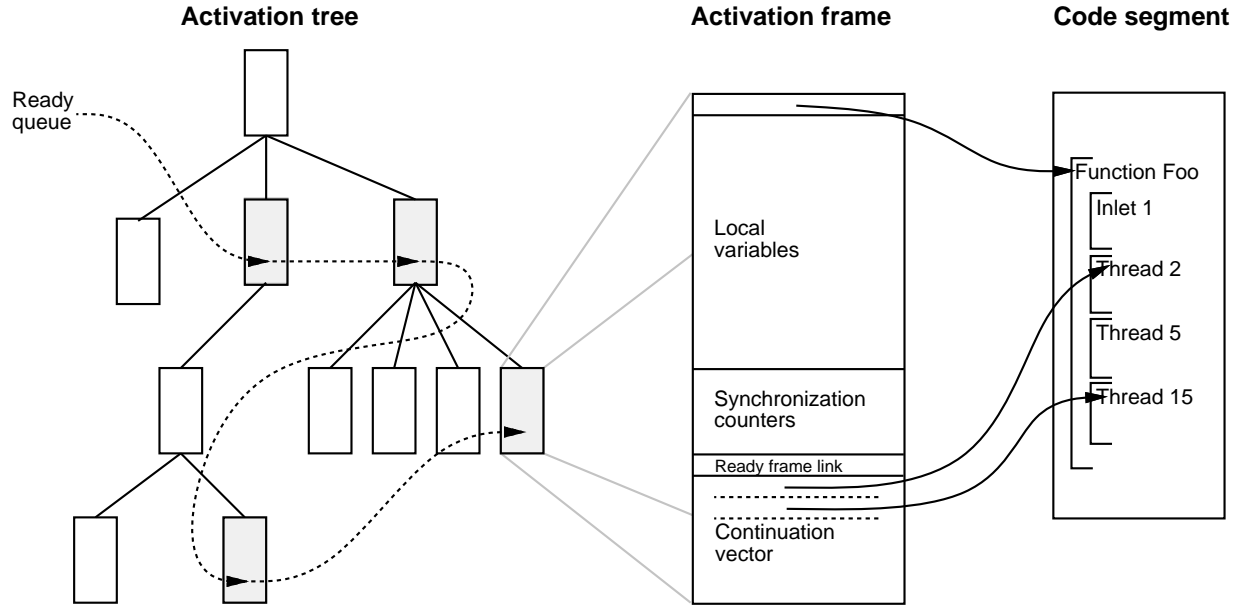 Activation tree
Activation frame
Code segment
Ready
queue
Local
variables
Synchronization
counters
Ready frame link
Continuation
vector
Function Foo
Inlet 1
Thread 2
Thread 5
Thread 15